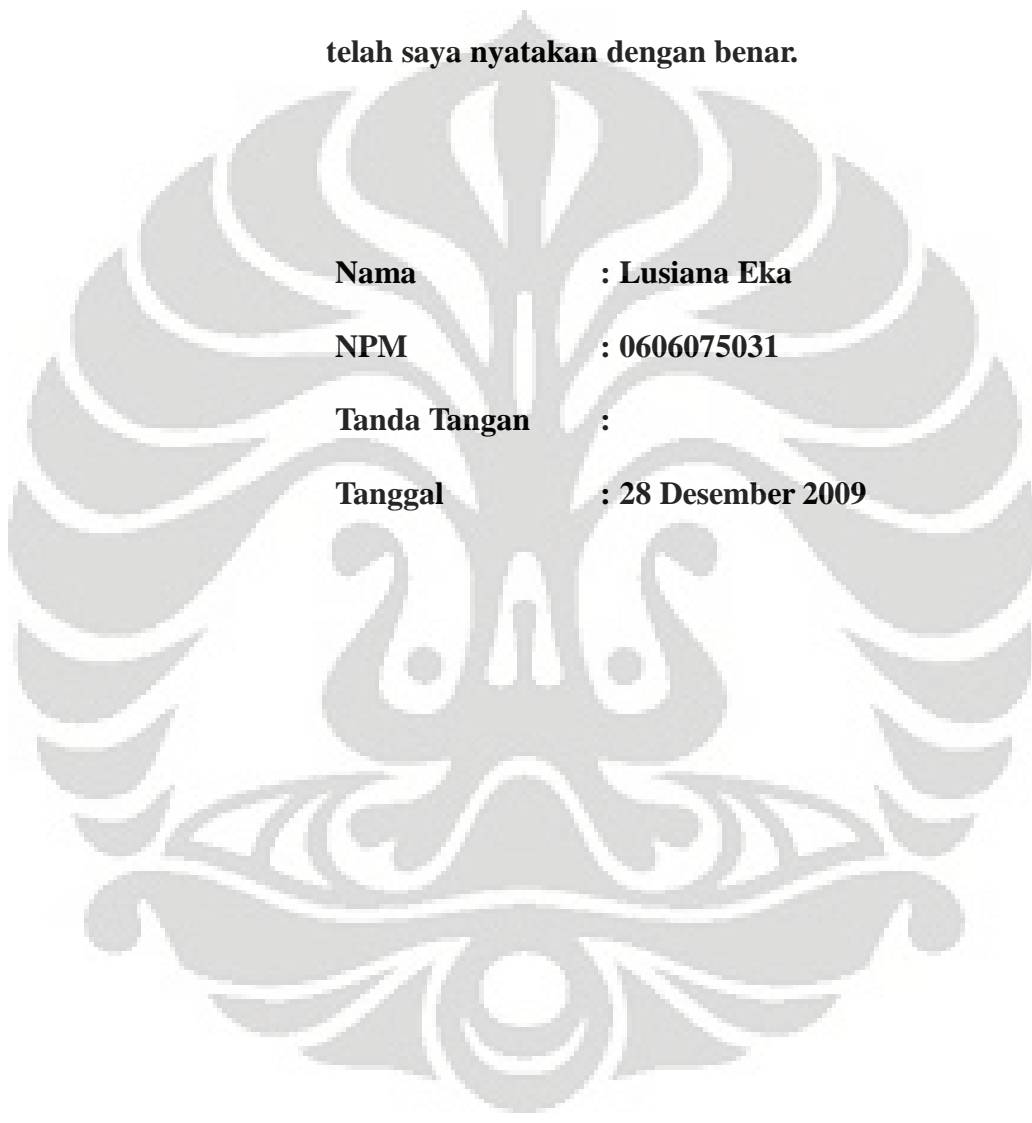 telah saya nyatakan dengan benar.
Nama : Lusiana Eka
NPM : 0606075031
Tanda Tangan :
Tanggal : 28 Desember 2009